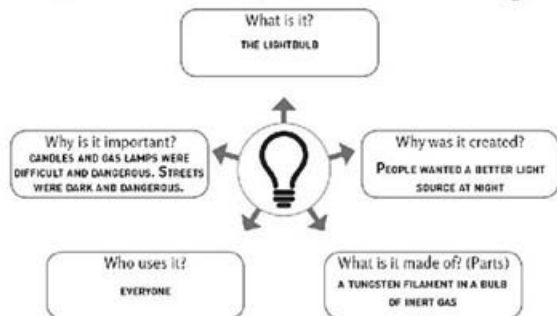 What is it?
THE LIGHTBULB
Why is it important?
CANDLES AND GAS LAMPS WERE
DIFFICULT AND DANGEROUS. STREETS
WERE DARK AND DANGEROUS.
Why was it created?
PEOPLE WANTED A BETTER LIGHT
SOURCE AT NIGHT
Who uses it?
EVERYONE
What is it made of? (Parts)
A TUNGSTEN FILAMENT IN A BULB
OF INERT GAS